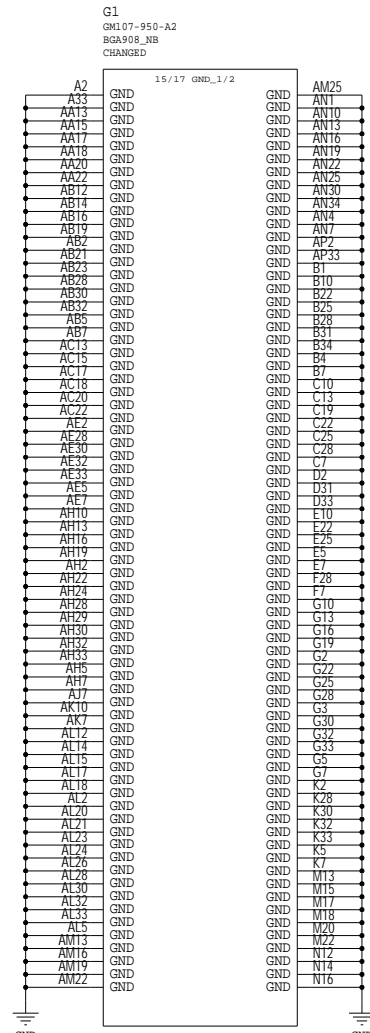 G1
GM107-950-A2
BGA908_NB
CHANGED
15/17 GND_1/2
A2 GND GND AM25
A33 GND GND AN1
AA13 GND GND AN10
AA15 GND GND AN13
AA17 GND GND AN16
AA18 GND GND AN19
AA20 GND GND AN22
AA22 GND GND AN25
AB12 GND GND AN30
AB14 GND GND AN34
AB16 GND GND AN4
AB19 GND GND AN7
AB2 GND GND AP2
AB21 GND GND AP33
AB23 GND GND B1
AB28 GND GND B10
AB30 GND GND B22
AB32 GND GND B25
AB5 GND GND B28
AB7 GND GND B31
AC13 GND GND B34
AC15 GND GND B4
AC17 GND GND B7
AC18 GND GND C10
AC20 GND GND C13
AC22 GND GND C19
AE2 GND GND C22
AE28 GND GND C25
AE30 GND GND C28
AE32 GND GND C7
AE33 GND GND D2
AE5 GND GND D31
AE7 GND GND D33
AH10 GND GND E10
AH13 GND GND E22
AH16 GND GND E25
AH19 GND GND E5
AH2 GND GND E7
AH22 GND GND F28
AH24 GND GND F7
AH28 GND GND G10
AH29 GND GND G13
AH30 GND GND G16
AH32 GND GND G19
AH33 GND GND G2
AH5 GND GND G22
AH7 GND GND G25
AJ7 GND GND G28
AK10 GND GND G3
AK7 GND GND G30
AL12 GND GND G32
AL14 GND GND G33
AL15 GND GND G5
AL17 GND GND G7
AL18 GND GND K2
AL2 GND GND K28
AL20 GND GND K30
AL21 GND GND K32
AL23 GND GND K33
AL24 GND GND K5
AL26 GND GND K7
AL28 GND GND M13
AL30 GND GND M15
AL32 GND GND M17
AL33 GND GND M18
AL5 GND GND M20
AM13 GND GND M22
AM16 GND GND N12
AM19 GND GND N14
AM22 GND GND N16
GND GND